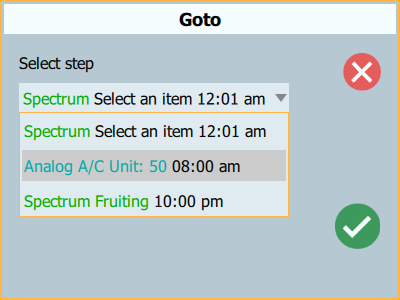 Goto
Select step
Spectrum Select an item 12:01 am
Spectrum Select an item 12:01 am
Analog A/C Unit: 50 08:00 am
Spectrum Fruiting 10:00 pm